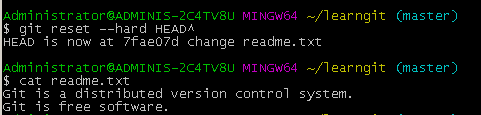 Administrator@ADMINIS-2C4TV8U MINGW64 ~/learngit (master)
$ git reset --hard HEAD^
HEAD is now at 7fae07d change readme.txt
Administrator@ADMINIS-2C4TV8U MINGW64 ~/learngit (master)
$ cat readme.txt
Git is a distributed version control system.
Git is free software.